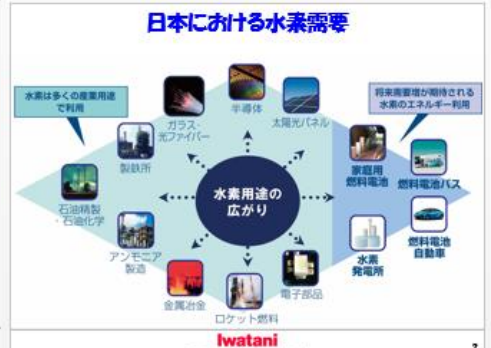 日本における水素需要
水素は多くの産業用途
で利用
将来需要増が期待される
水素のエネルギー利用
半導体
ガラス・
光ファイバー
太陽光パネル
製鉄所
家庭用
燃料電池
燃料電池バス
水素用途の
広がり
石油精製
・石油化学
アンモニア
製造
燃料電池
自動車
水素
発電所
金属冶金
電子部品
ロケット燃料
Iwatani